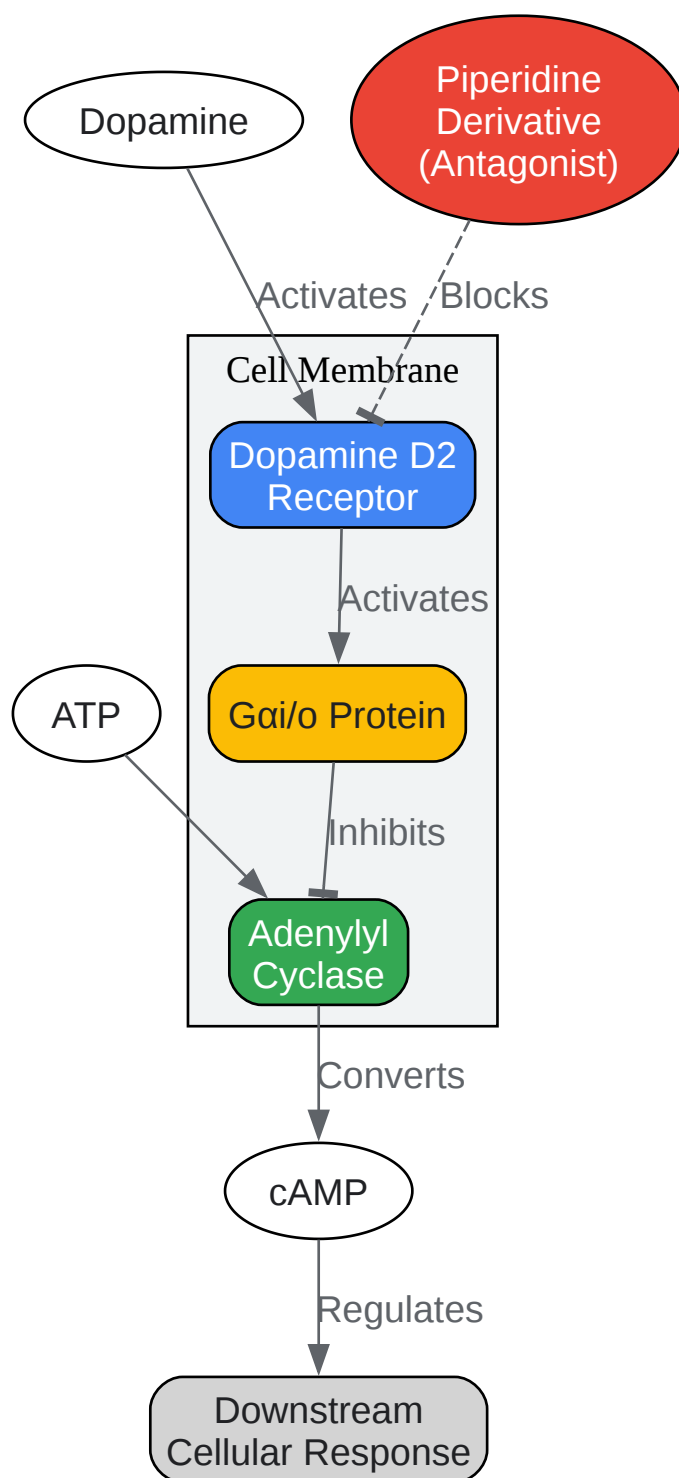 Dopamine
Piperidine
Derivative
(Antagonist)
Activates
Blocks
Cell Membrane
Dopamine D2
Receptor
Activates
ATP
Gαi/o Protein
Inhibits
Adenylyl
Cyclase
Converts
cAMP
Regulates
Downstream
Cellular Response